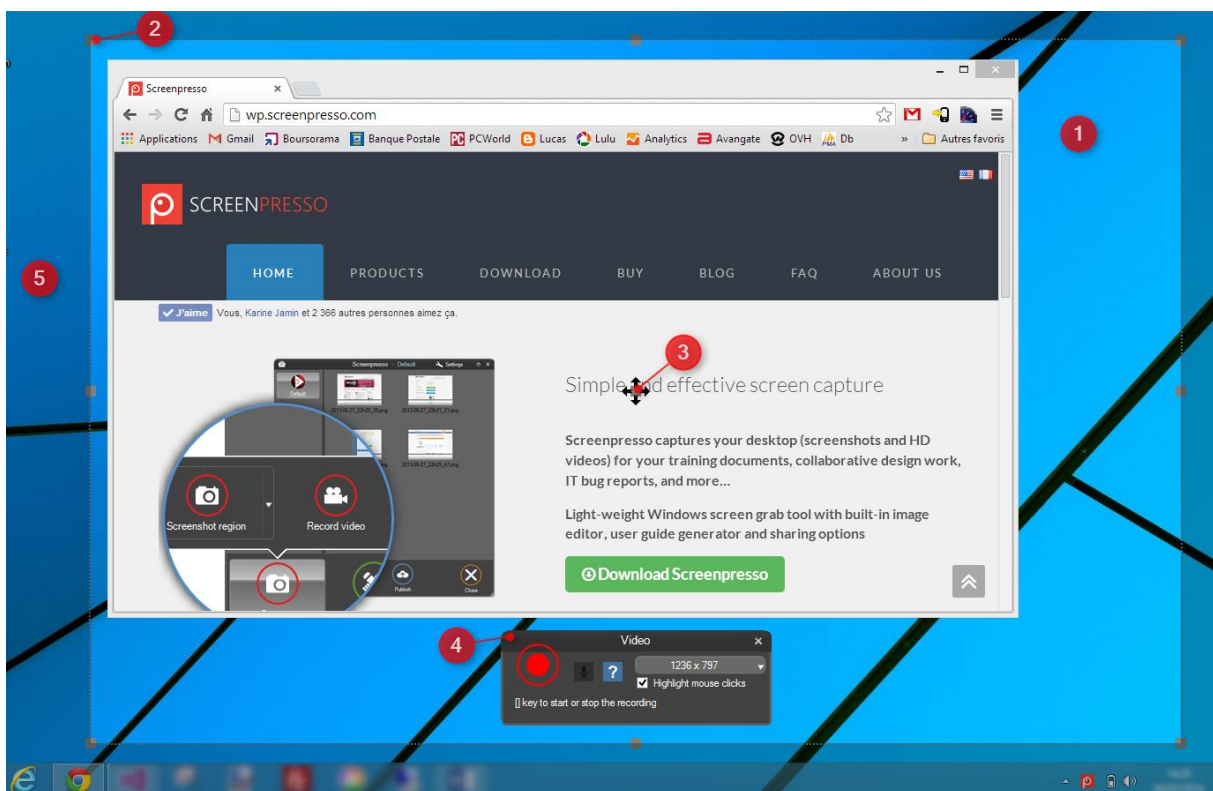 2
Screenpresso
wp.screenpresso.com
Applications Gmail Boursorama Banque Postale PCWorld Lucas Lulu Analytics Avangate OVH Db » Autres favoris
1
SCREENPRESSO
5
HOME PRODUCTS DOWNLOAD BUY BLOG FAQ ABOUT US
J'aime Vous, Karine Jamin et 2 366 autres personnes aimez ça.
3
Screenpresso - Default Settings
Default
Simple and effective screen capture
Screenpresso captures your desktop (screenshots and HD
videos) for your training documents, collaborative design work,
IT bug reports, and more...
Screenshot region Record video
Light-weight Windows screen grab tool with built-in image
editor, user guide generator and sharing options
Download Screenpresso
Publish Close
4
Video
1236 x 797
?
Highlight mouse clicks
[] key to start or stop the recording